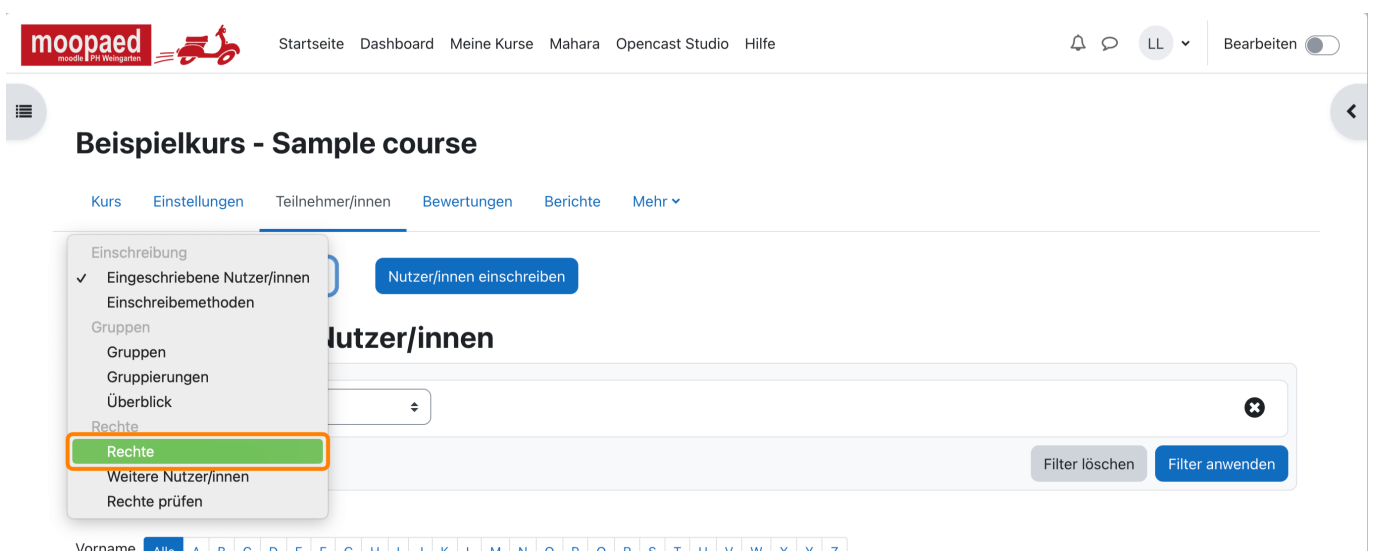 moopaed
moodle PH Weingarten
Startseite Dashboard Meine Kurse Mahara Opencast Studio Hilfe
LL
Bearbeiten
Beispielkurs - Sample course
Kurs Einstellungen Teilnehmer/innen Bewertungen Berichte Mehr
Einschreibung
✓ Eingeschriebene Nutzer/innen
Einschreibemethoden
Gruppen
Gruppen
Gruppierungen
Überblick
Rechte
Rechte
Weitere Nutzer/innen
Rechte prüfen
Nutzer/innen einschreiben
Nutzer/innen
Filter löschen Filter anwenden
Vorname Alle A B C D E F G H I J K L M N O P Q R S T U V W X Y Z